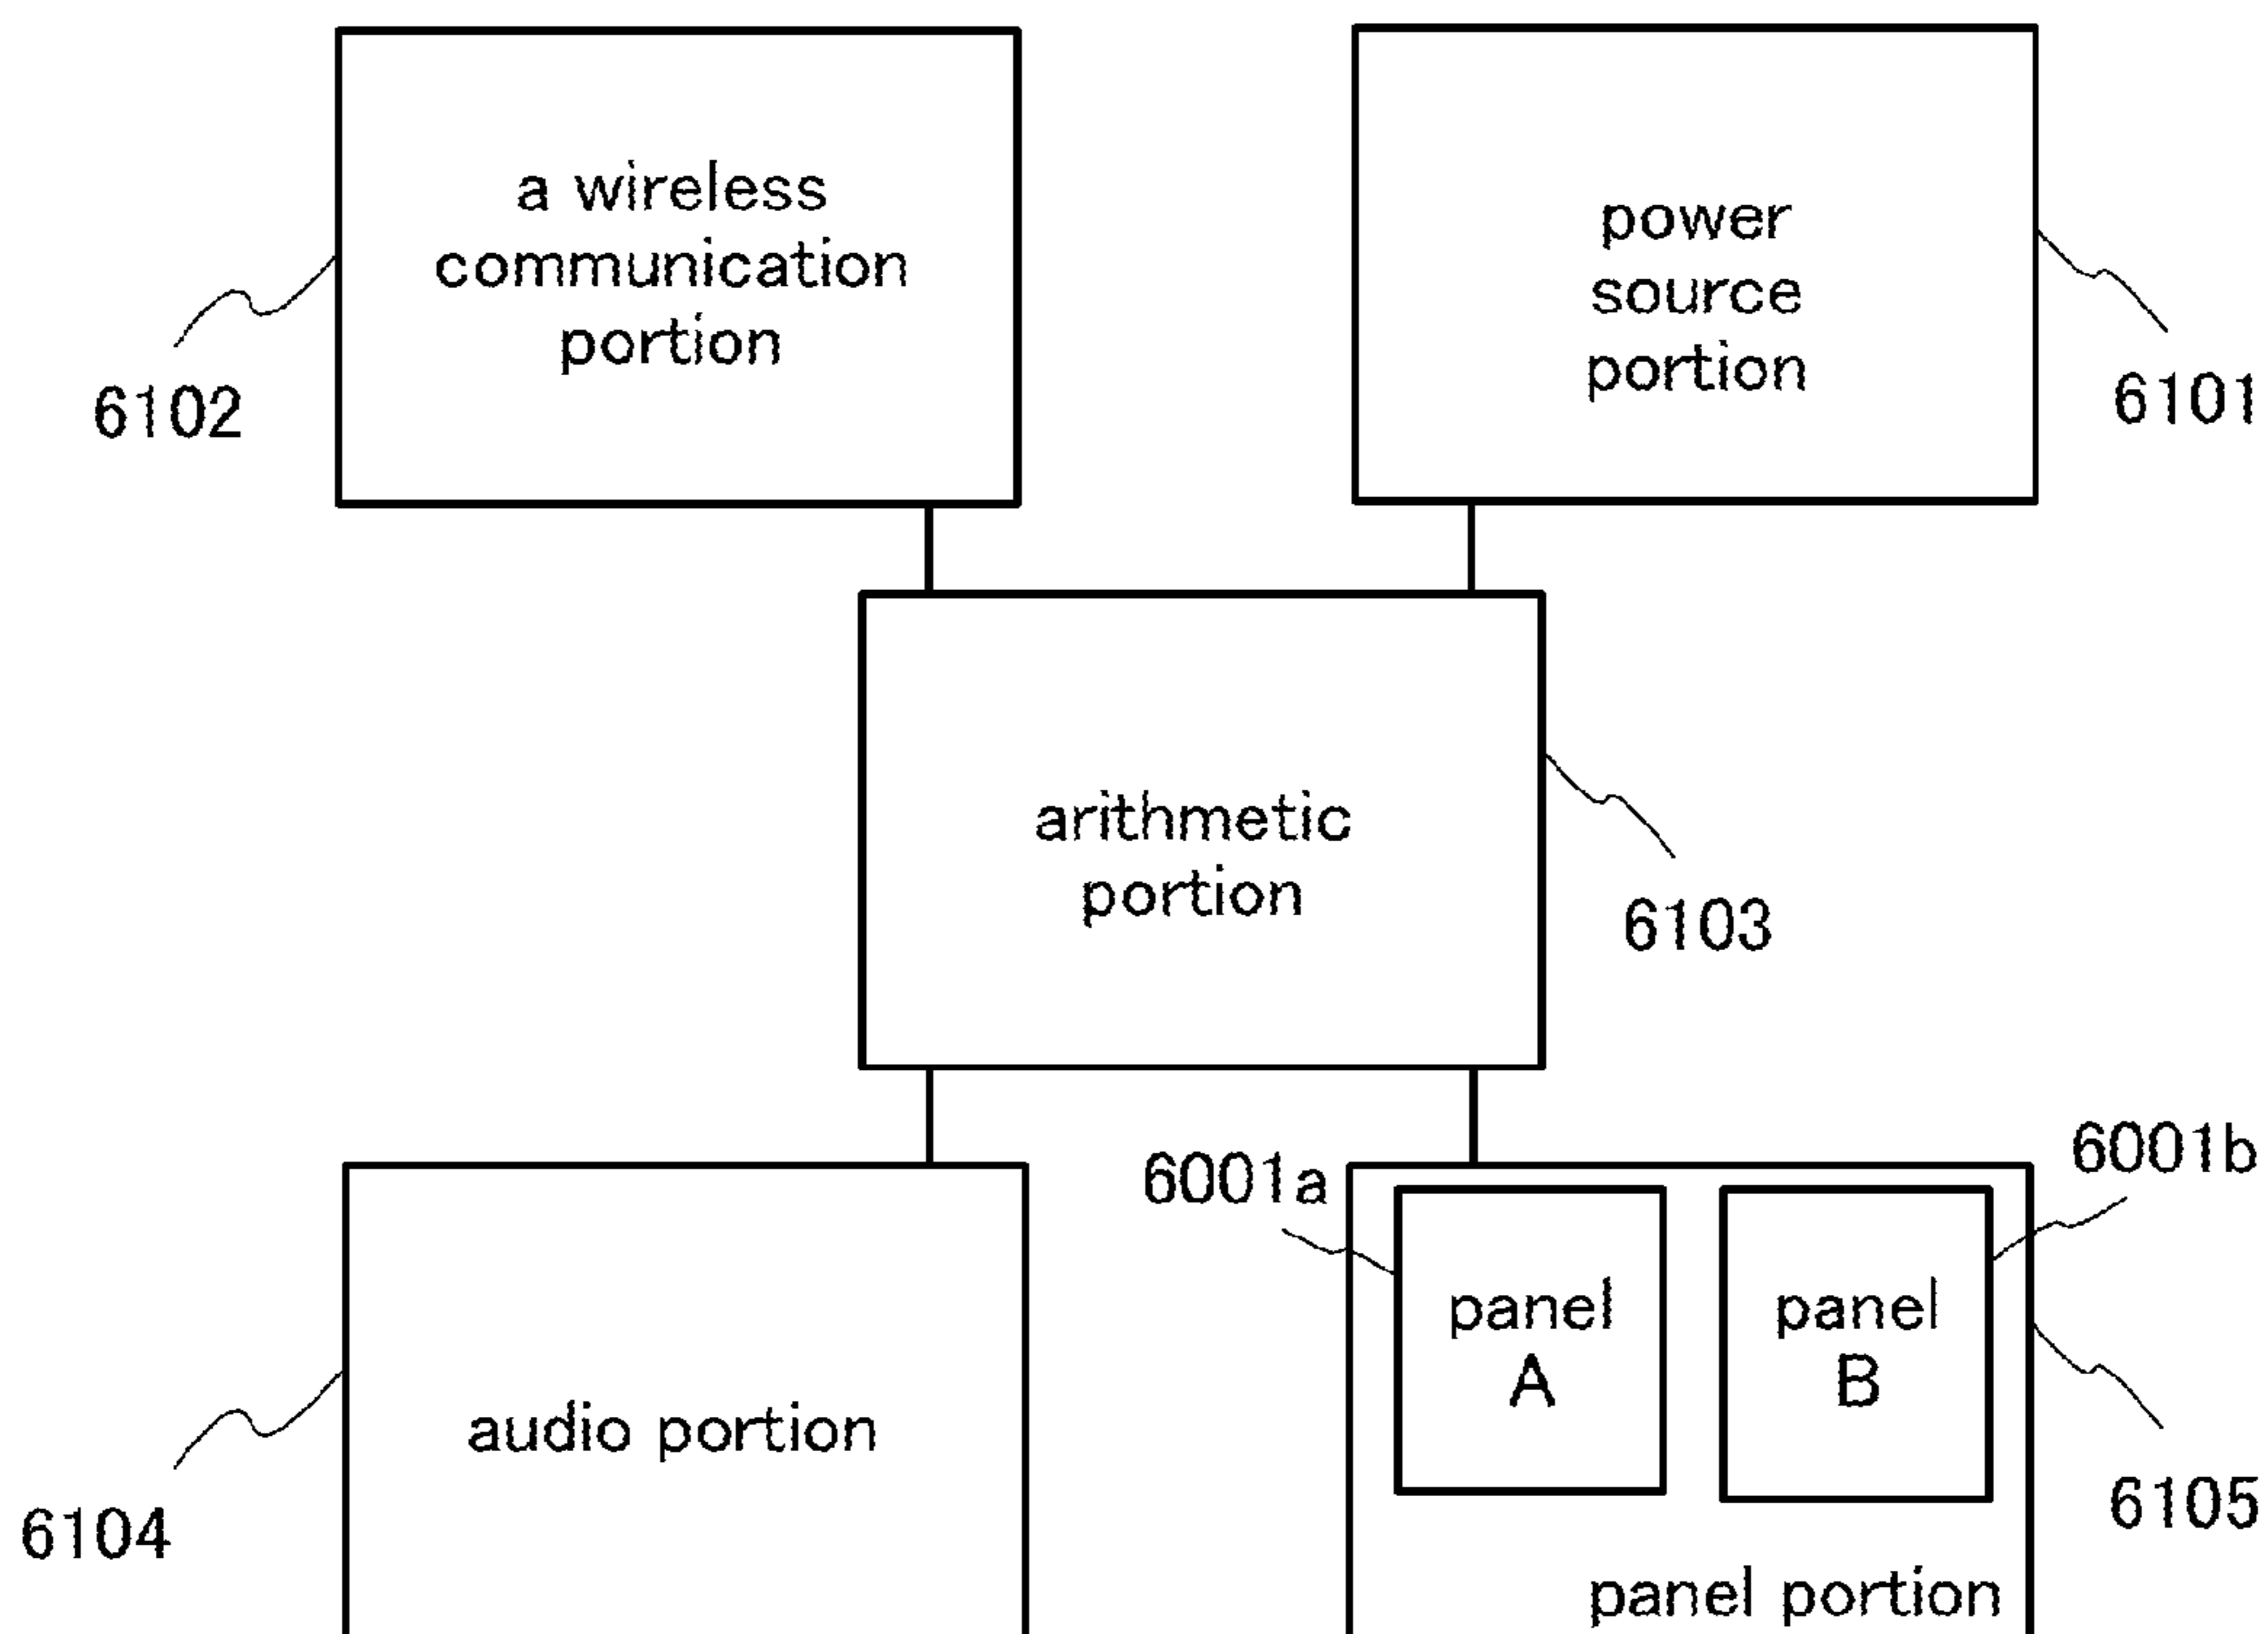 a wireless
communication
portion
6102
power
source
portion
6101
arithmetic
portion
6103
audio portion
6104
6001a
panel
A
6001b
panel
B
6105
panel portion